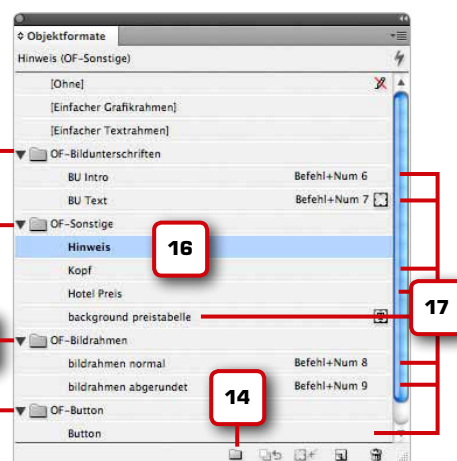 Objektformate
Hinweis (OF-Sonstige)
[Ohne]
[Einfacher Grafikrahmen]
[Einfacher Textrahmen]
OF-Bildunterschriften
BU Intro Befehl+Num 6
BU Text Befehl+Num 7
OF-Sonstige
Hinweis
16
Kopf
Hotel Preis
17
background preistabelle
OF-Bildrahmen
bildrahmen normal Befehl+Num 8
bildrahmen abgerundet Befehl+Num 9
14
OF-Button
Button